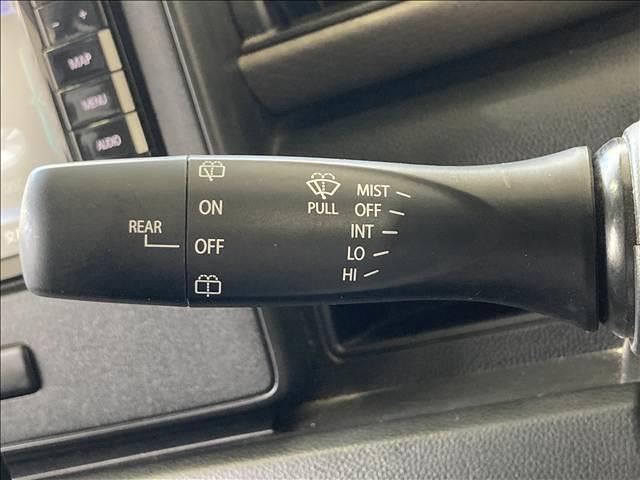 - +
MAP
MENU
AUDIO
REAR
ON
OFF
PULL
MIST
OFF
INT
LO
HI